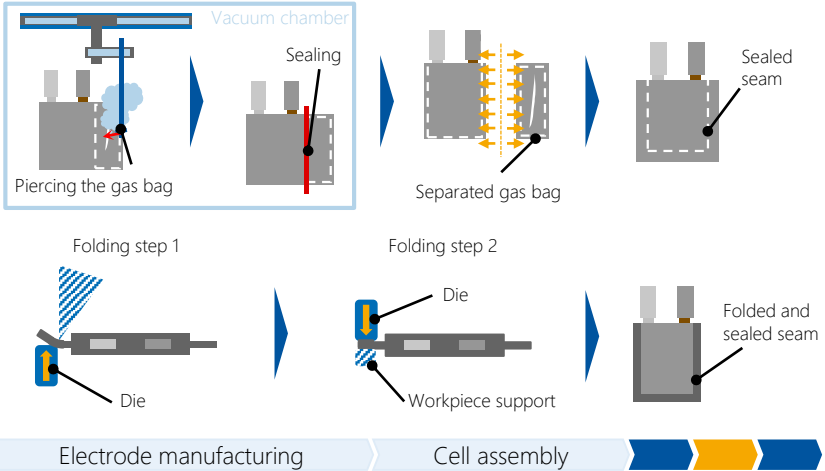 Vacuum chamber
Sealing
Sealed
seam
Piercing the gas bag
Separated gas bag
Folding step 1
Folding step 2
Die
Folded and
sealed seam
Die
Workpiece support
Electrode manufacturing
Cell assembly